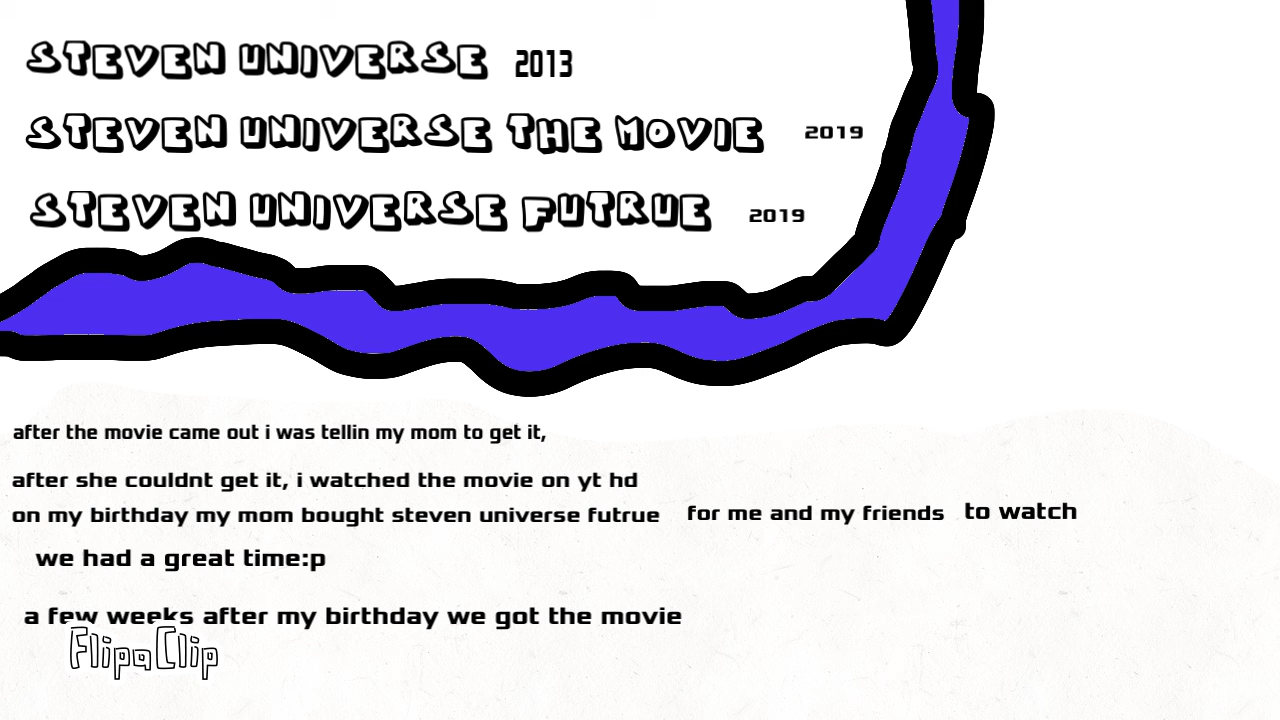 STEVEN UNIVERSE 2013
STEVEN UNIVERSE THE MOVIE 2019
STEVEN UNIVERSE FUTRUE 2019
after the movie came out i was tellin my mom to get it,
after she couldnt get it, i watched the movie on yt hd
on my birthday my mom bought steven universe futrue for me and my friends to watch
we had a great time:p
a few weeks after my birthday we got the movie
FlipaClip